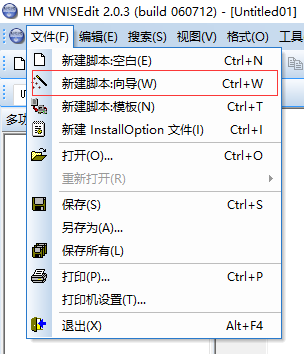 HM VNISEdit 2.0.3 (build 060712) - [Untitled01]
文件(F) 编辑(E) 搜索(S) 视图(V) 格式(O) 工具
新建脚本:空白(E) Ctrl+N
新建脚本:向导(W) Ctrl+W
新建脚本:模板(N) Ctrl+T
新建 InstallOption 文件(I) Ctrl+I
多功
打开(O)... Ctrl+O
重新打开(R)
保存(S) Ctrl+S
另存为(A)...
保存所有(L)
打印(P)... Ctrl+P
打印机设置(T)...
退出(X) Alt+F4